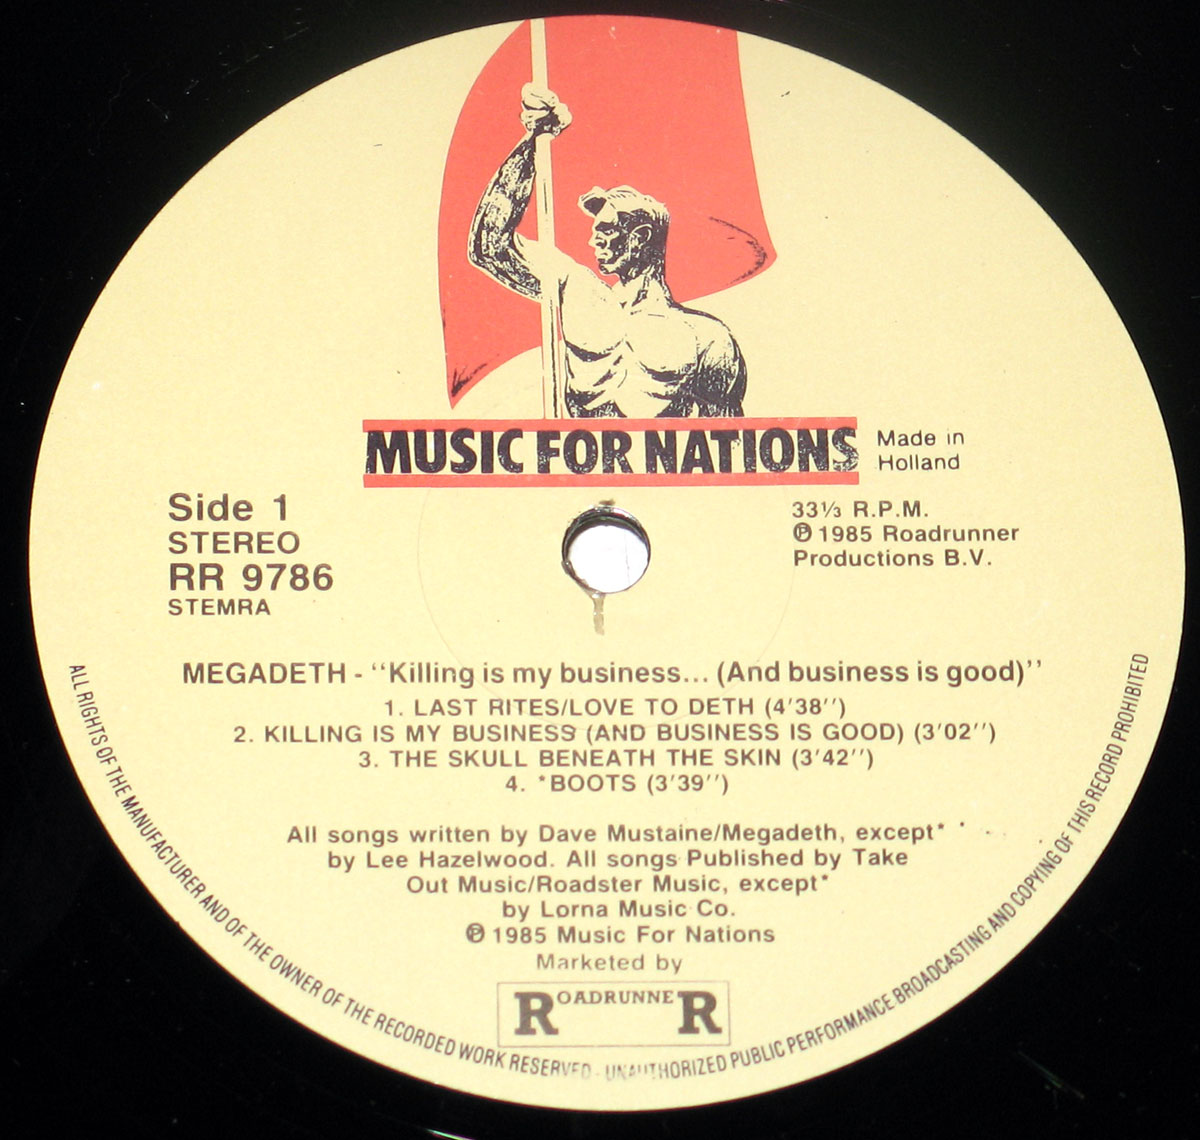 MUSIC FOR NATIONS
Made in
Holland
Side 1
STEREO
RR 9786
STEMRA
33⅓ R.P.M.
℗ 1985 Roadrunner
Productions B.V.
MEGADETH - ‘‘Killing is my business... (And business is good)’’
1. LAST RITES/LOVE TO DETH (4’38’’)
2. KILLING IS MY BUSINESS (AND BUSINESS IS GOOD) (3’02’’)
3. THE SKULL BENEATH THE SKIN (3’42’’)
4. *BOOTS (3’39’’)
All songs written by Dave Mustaine/Megadeth, except*
by Lee Hazelwood. All songs Published by Take
Out Music/Roadster Music, except*
by Lorna Music Co.
℗ 1985 Music For Nations
Marketed by
ROADRUNNER
ALL RIGHTS OF THE MANUFACTURER AND OF THE OWNER OF THE RECORDED WORK RESERVED - UNAUTHORIZED PUBLIC PERFORMANCE BROADCASTING AND COPYING OF THIS RECORD PROHIBITED